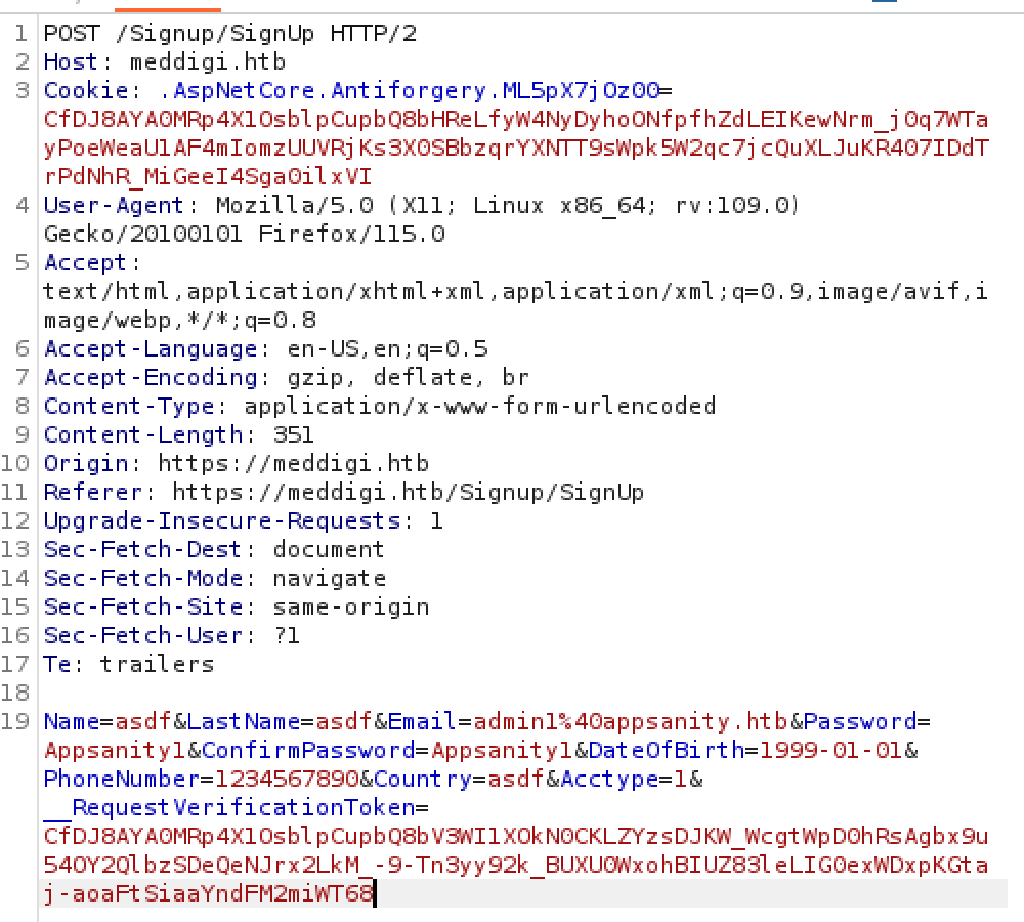 1 POST /Signup/SignUp HTTP/2
2 Host: meddigi.htb
3 Cookie: .AspNetCore.Antiforgery.ML5pX7jOz00=
CfDJ8AYA0MRp4X1OsblpCupbQ8bHReLfyW4NyDyhoONfpfhZdLEIKewNrm_jOq7WTa
yPoeWeaU1AF4mIomzUUVRjKs3X0SBbzqrYXNTT9sWpk5W2qc7jcQuXLJuKR407IDdT
rPdNhR_MiGeeI4Sga0ilxVI
4 User-Agent: Mozilla/5.0 (X11; Linux x86_64; rv:109.0)
Gecko/20100101 Firefox/115.0
5 Accept:
text/html,application/xhtml+xml,application/xml;q=0.9,image/avif,i
mage/webp,*/*;q=0.8
6 Accept-Language: en-US,en;q=0.5
7 Accept-Encoding: gzip, deflate, br
8 Content-Type: application/x-www-form-urlencoded
9 Content-Length: 351
10 Origin: https://meddigi.htb
11 Referer: https://meddigi.htb/Signup/SignUp
12 Upgrade-Insecure-Requests: 1
13 Sec-Fetch-Dest: document
14 Sec-Fetch-Mode: navigate
15 Sec-Fetch-Site: same-origin
16 Sec-Fetch-User: ?1
17 Te: trailers
18
19 Name=asdf&LastName=asdf&Email=admin1%40appsanity.htb&Password=
Appsanity1&ConfirmPassword=Appsanity1&DateOfBirth=1999-01-01&
PhoneNumber=1234567890&Country=asdf&Acctype=1&
__RequestVerificationToken=
CfDJ8AYA0MRp4X1OsblpCupbQ8bV3WI1XOkN0CKLZYzsDJKW_WcgtWpD0hRsAgbx9u
54OY2QlbzSDeQeNJrx2LkM_-9-Tn3yy92k_BUXU0WxohBIUZ83leLIG0exWDxpKGta
j-aoaFtSiaaYndFM2miWT68